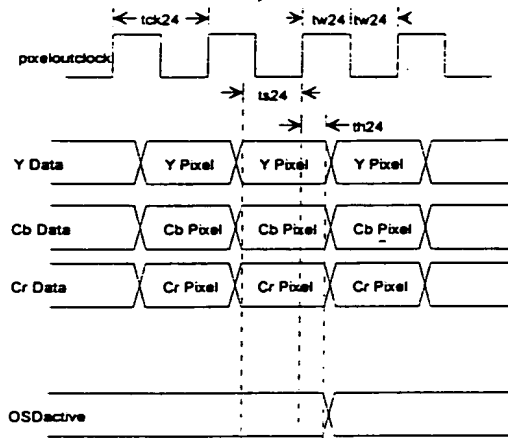 tck24 tw24 tw24
pixeloutclock
ts24
th24
Y Data Y Pixel Y Pixel Y Pixel
Cb Data Cb Pixel Cb Pixel Cb Pixel
Cr Data Cr Pixel Cr Pixel Cr Pixel
OSDactive